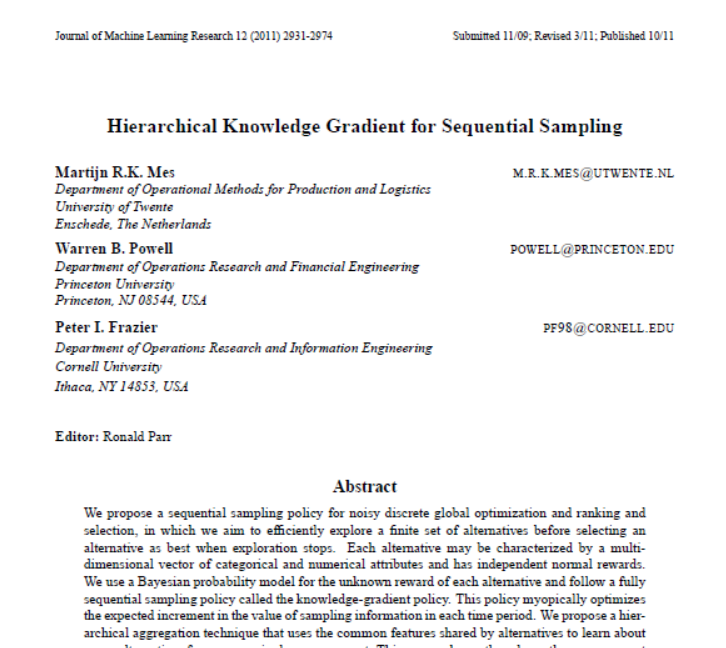 Journal of Machine Learning Research 12 (2011) 2931-2974 Submitted 11/09; Revised 3/11; Published 10/11
Hierarchical Knowledge Gradient for Sequential Sampling
Martijn R.K. Mes M.R.K.MES@UTWENTE.NL
Department of Operational Methods for Production and Logistics
University of Twente
Enschede, The Netherlands
Warren B. Powell POWELL@PRINCETON.EDU
Department of Operations Research and Financial Engineering
Princeton University
Princeton, NJ 08544, USA
Peter I. Frazier PF98@CORNELL.EDU
Department of Operations Research and Information Engineering
Cornell University
Ithaca, NY 14853, USA
Editor: Ronald Parr
Abstract
We propose a sequential sampling policy for noisy discrete global optimization and ranking and
selection, in which we aim to efficiently explore a finite set of alternatives before selecting an
alternative as best when exploration stops. Each alternative may be characterized by a multi-
dimensional vector of categorical and numerical attributes and has independent normal rewards.
We use a Bayesian probability model for the unknown reward of each alternative and follow a fully
sequential sampling policy called the knowledge-gradient policy. This policy myopically optimizes
the expected increment in the value of sampling information in each time period. We propose a hier-
archical aggregation technique that uses the common features shared by alternatives to learn about